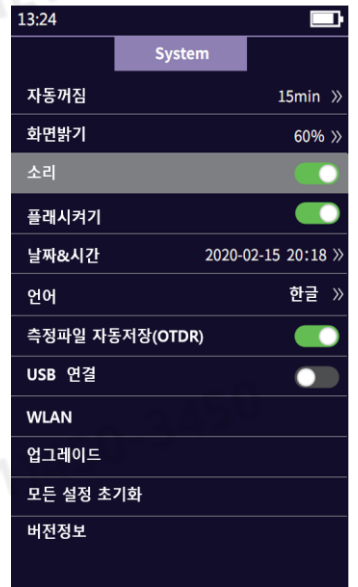 13:24
System
자동꺼짐 15min »
화면밝기 60% »
소리
플래시켜기
날짜&시간 2020-02-15 20:18 »
언어 한글 »
측정파일 자동저장(OTDR)
USB 연결
WLAN
업그레이드
모든 설정 초기화
버전정보